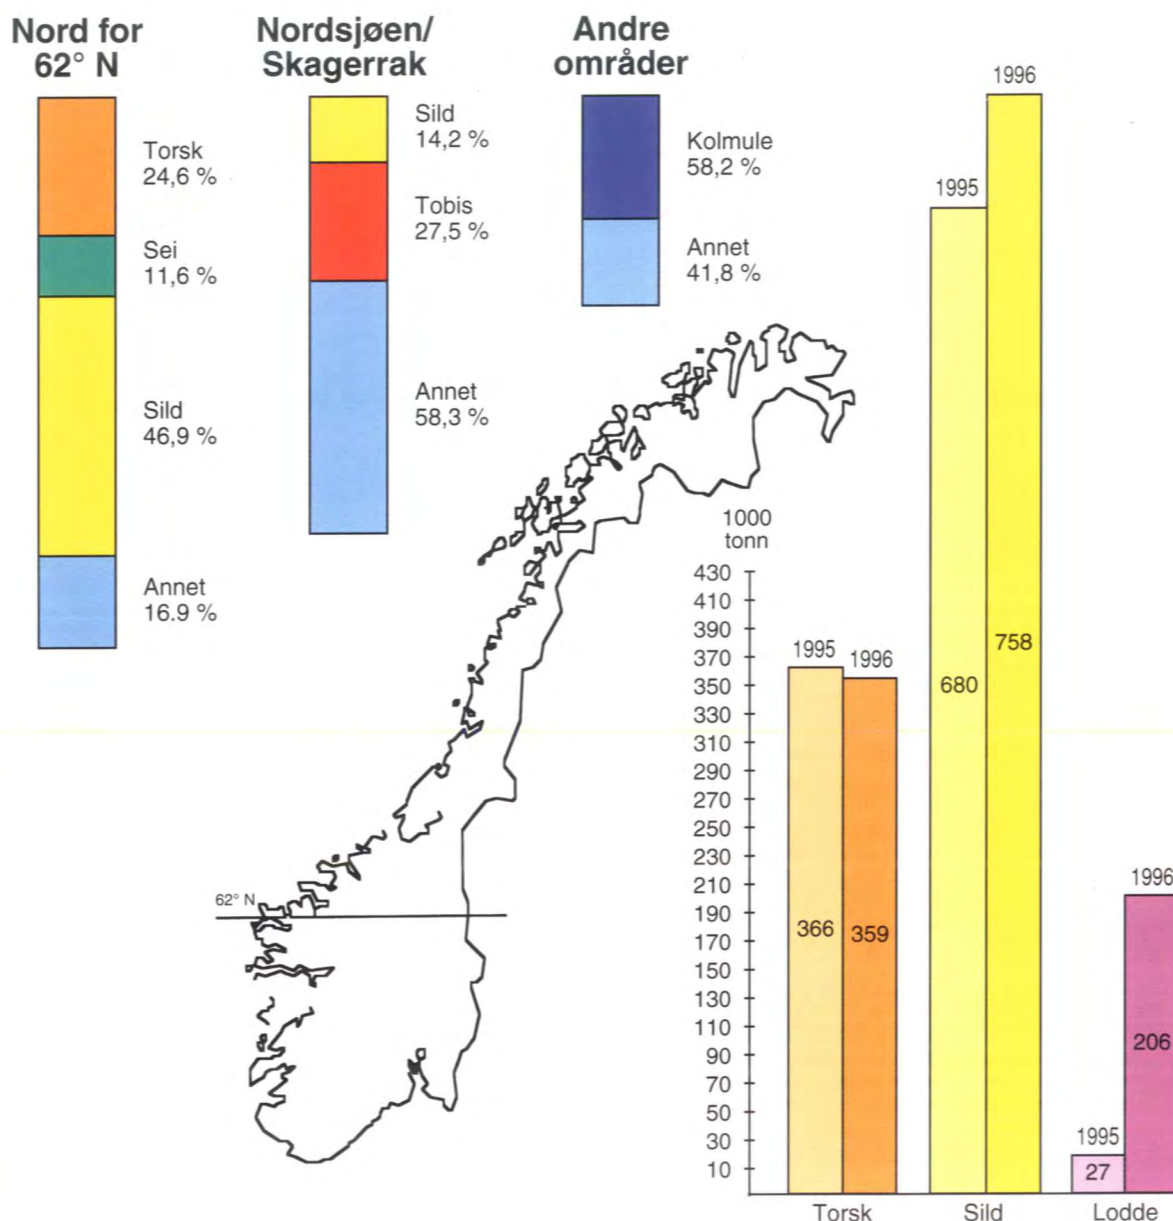 Nord for
62° N
Torsk
24,6 %
Sei
11,6 %
Sild
46,9 %
Annet
16.9 %
Nordsjøen/
Skagerrak
Sild
14,2 %
Tobis
27,5 %
Annet
58,3 %
Andre
områder
Kolmule
58,2 %
Annet
41,8 %
62° N
1000
tonn
430
410
390
370
350
330
310
290
270
250
230
210
190
170
150
130
110
90
70
50
30
10
1995
366
1996
359
Torsk
1995
680
1996
758
Sild
1995
27
1996
206
Lodde